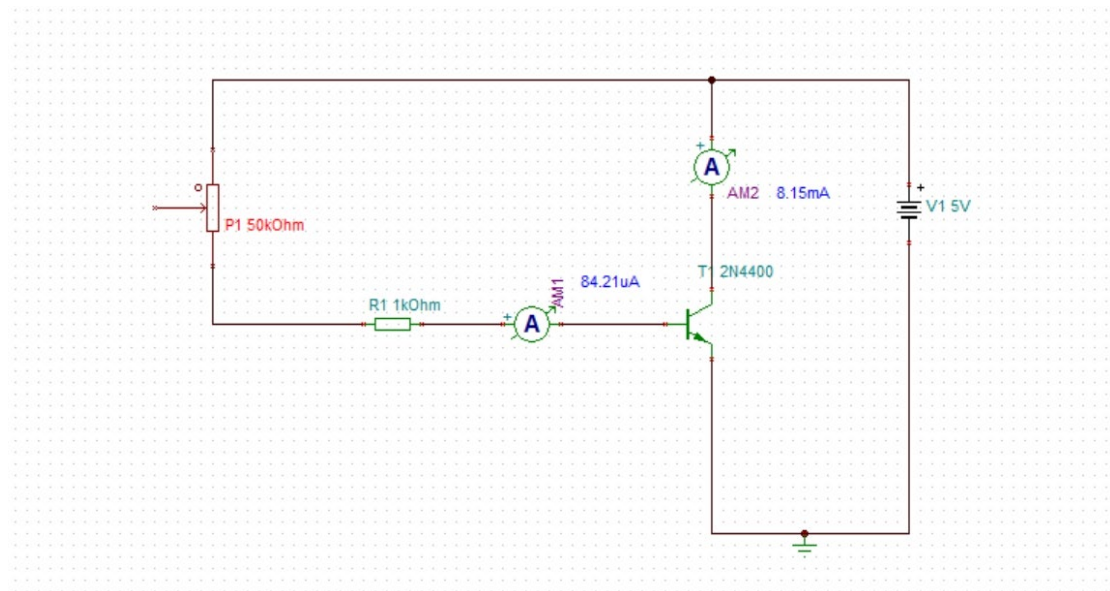 A
+
AM2 8.15mA
+
V1 5V
P1 50kOhm
T1 2N4400
R1 1kOhm
+
A
AM1
84.21uA